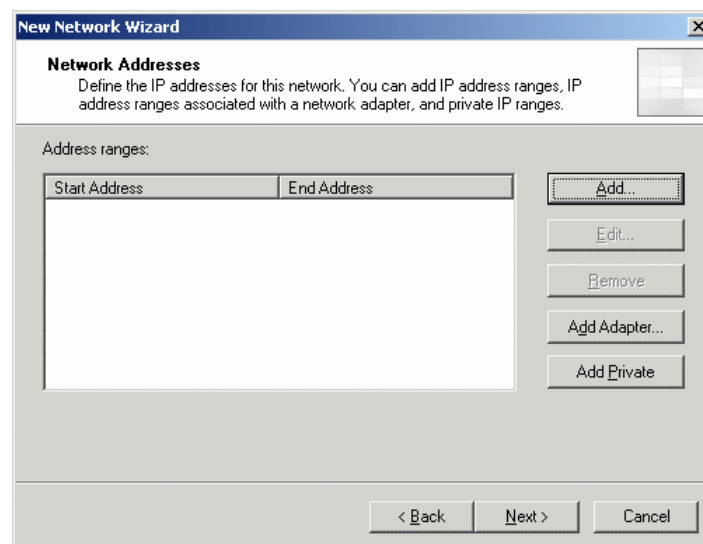 New Network Wizard
Network Addresses
Define the IP addresses for this network. You can add IP address ranges, IP
address ranges associated with a network adapter, and private IP ranges.
Address ranges:
Start Address End Address
Add...
Edit...
Remove
Add Adapter...
Add Private
< Back Next > Cancel